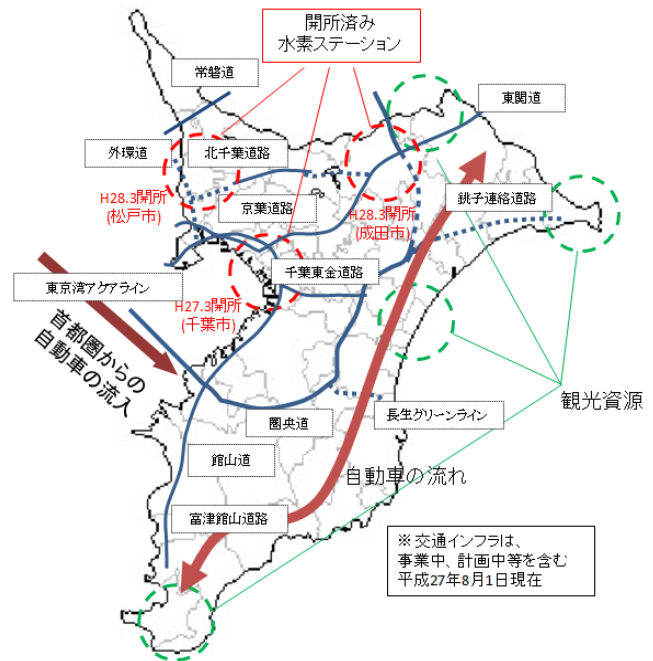 開所済み
水素ステーション
常磐道
東関道
外環道
北千葉道路
H28.3開所
(松戸市)
京葉道路
H28.3開所
(成田市)
銚子連絡道路
東京湾アクアライン
千葉東金道路
H27.3開所
(千葉市)
首都圏からの
自動車の流入
観光資源
長生グリーンライン
圏央道
館山道
自動車の流れ
富津館山道路
※交通インフラは、
事業中、計画中等を含む
平成27年8月1日現在